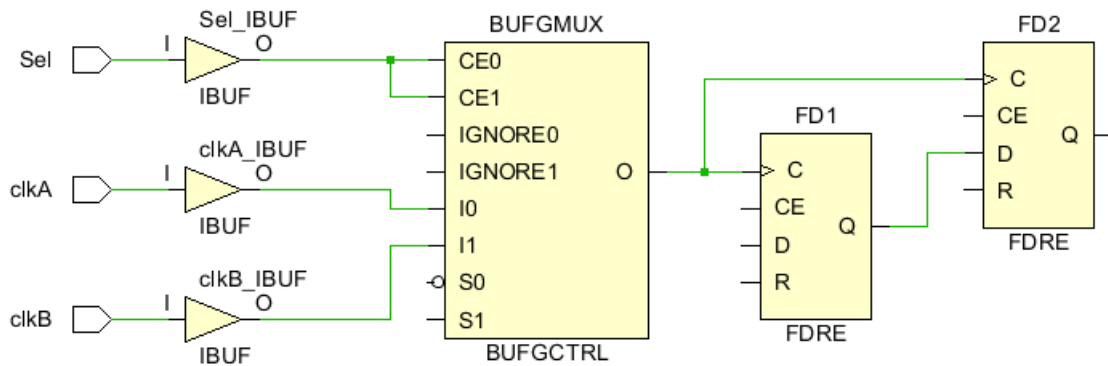 Sel
I
Sel_IBUF
O
IBUF
clkA
I
clkA_IBUF
O
IBUF
clkB
I
clkB_IBUF
O
IBUF
BUFGMUX
CE0
CE1
IGNORE0
IGNORE1
I0
I1
S0
S1
O
BUFGCTRL
FD1
C
CE
D
R
Q
FDRE
FD2
C
CE
D
R
Q
FDRE